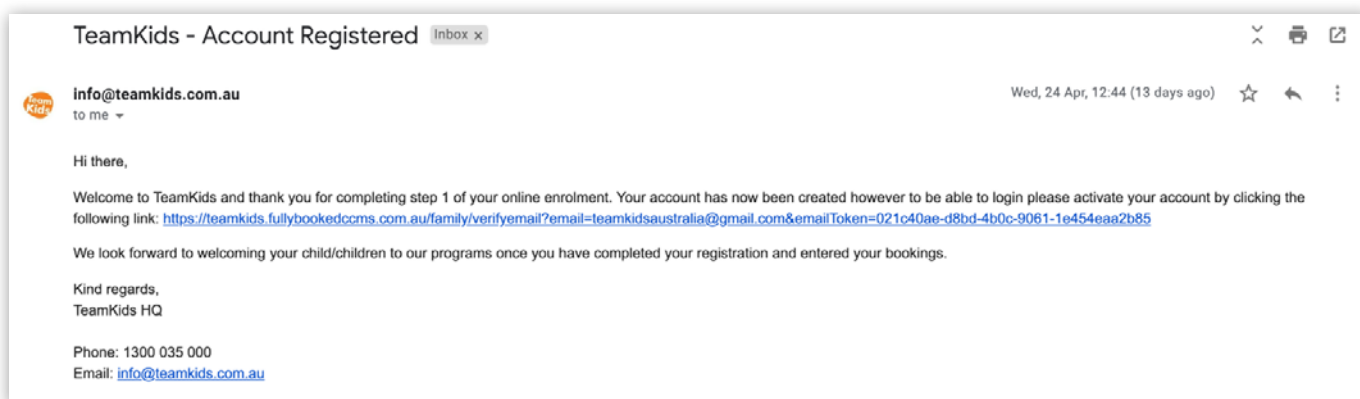 TeamKids - Account Registered Inbox x
Team
Kids
info@teamkids.com.au Wed, 24 Apr, 12:44 (13 days ago)
to me
Hi there,
Welcome to TeamKids and thank you for completing step 1 of your online enrolment. Your account has now been created however to be able to login please activate your account by clicking the
following link: https://teamkids.fullybookedccms.com.au/family/verifyemail?email=teamkidsaustralia@gmail.com&emailToken=021c40ae-d8bd-4b0c-9061-1e454eaa2b85
We look forward to welcoming your child/children to our programs once you have completed your registration and entered your bookings.
Kind regards,
TeamKids HQ
Phone: 1300 035 000
Email: info@teamkids.com.au